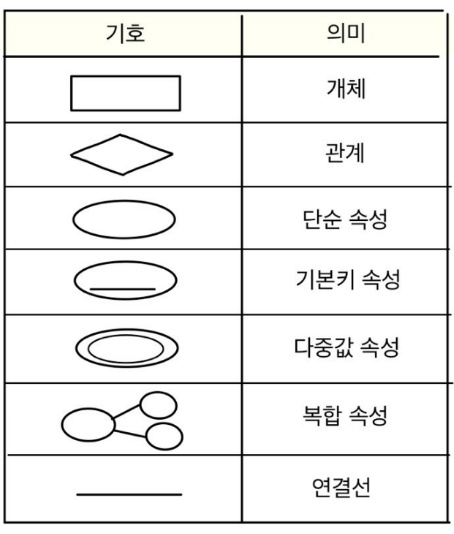 기호 의미
개체
관계
단순 속성
기본키 속성
다중값 속성
복합 속성
연결선